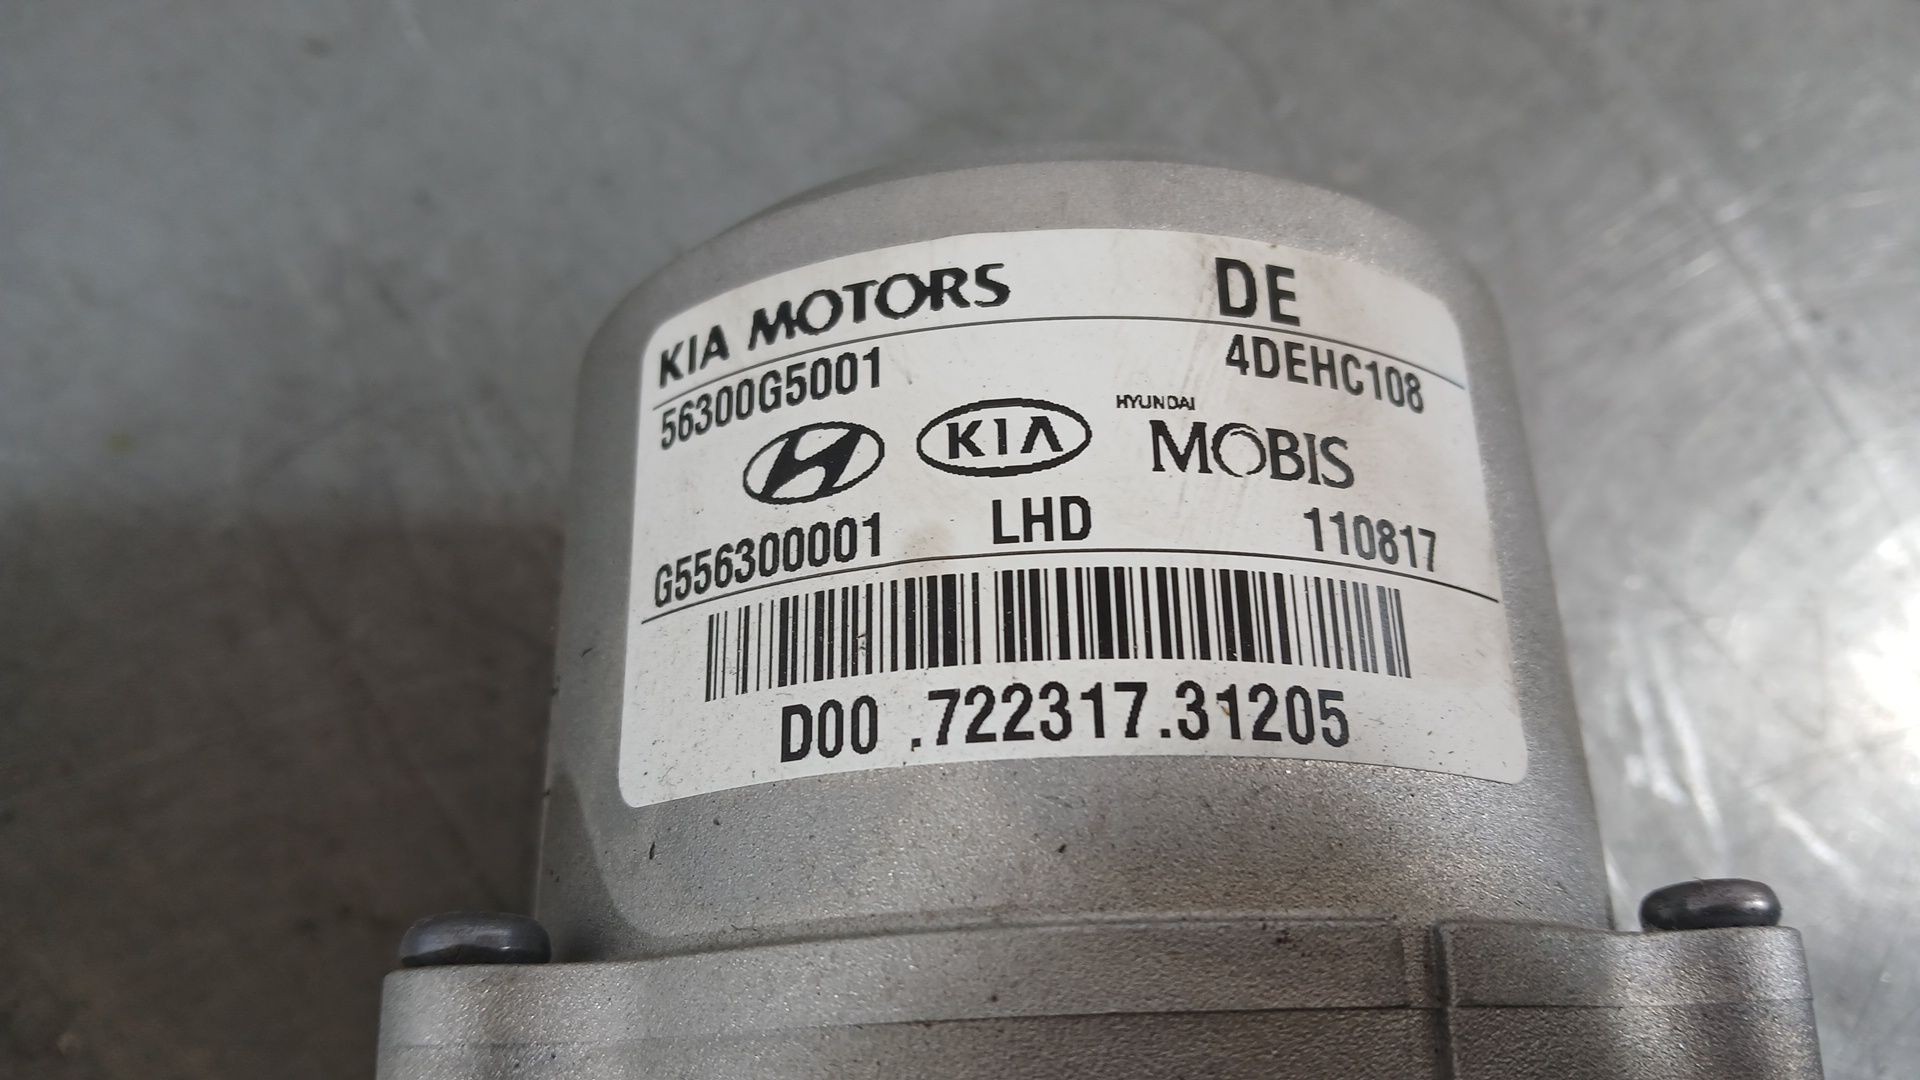 KIA MOTORS DE
56300G5001 4DEHC108
KIA HYUNDAI MOBIS
G556300001 LHD 110817
D00 .722317.31205